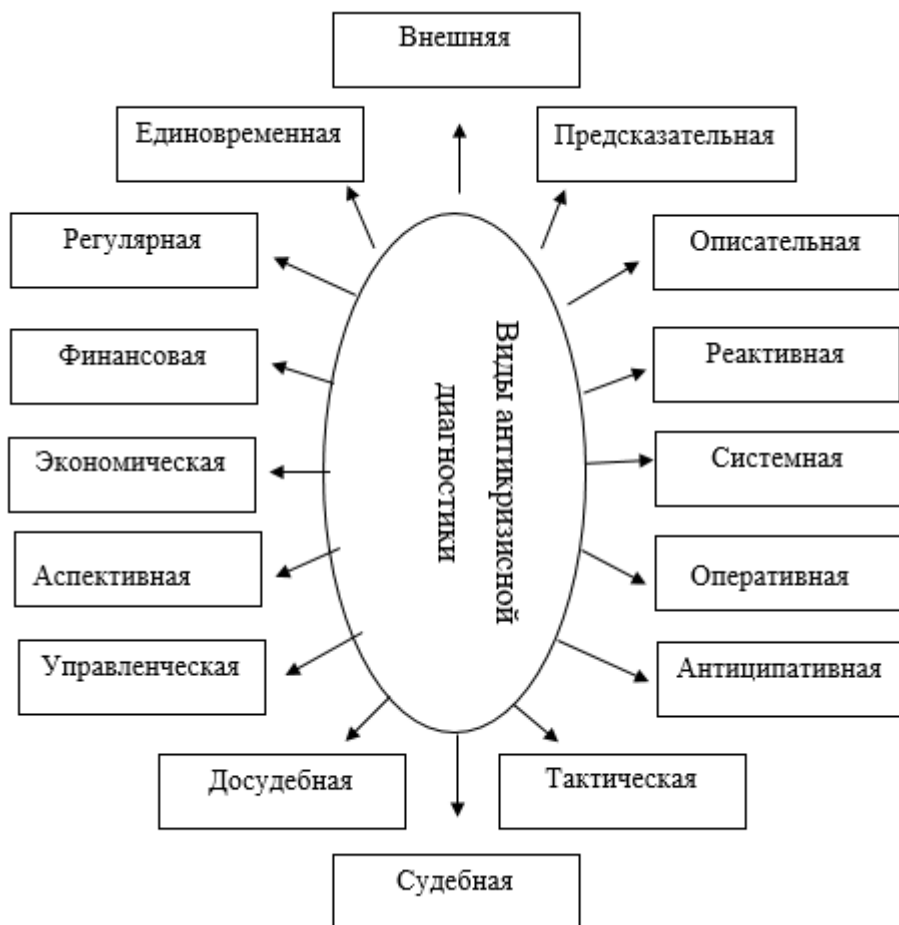 Внешняя
Единовременная
Предсказательная
Регулярная
Описательная
Финансовая
Реактивная
Виды антикризисной
диагностики
Экономическая
Системная
Аспективная
Оперативная
Управленческая
Антиципативная
Досудебная
Тактическая
Судебная